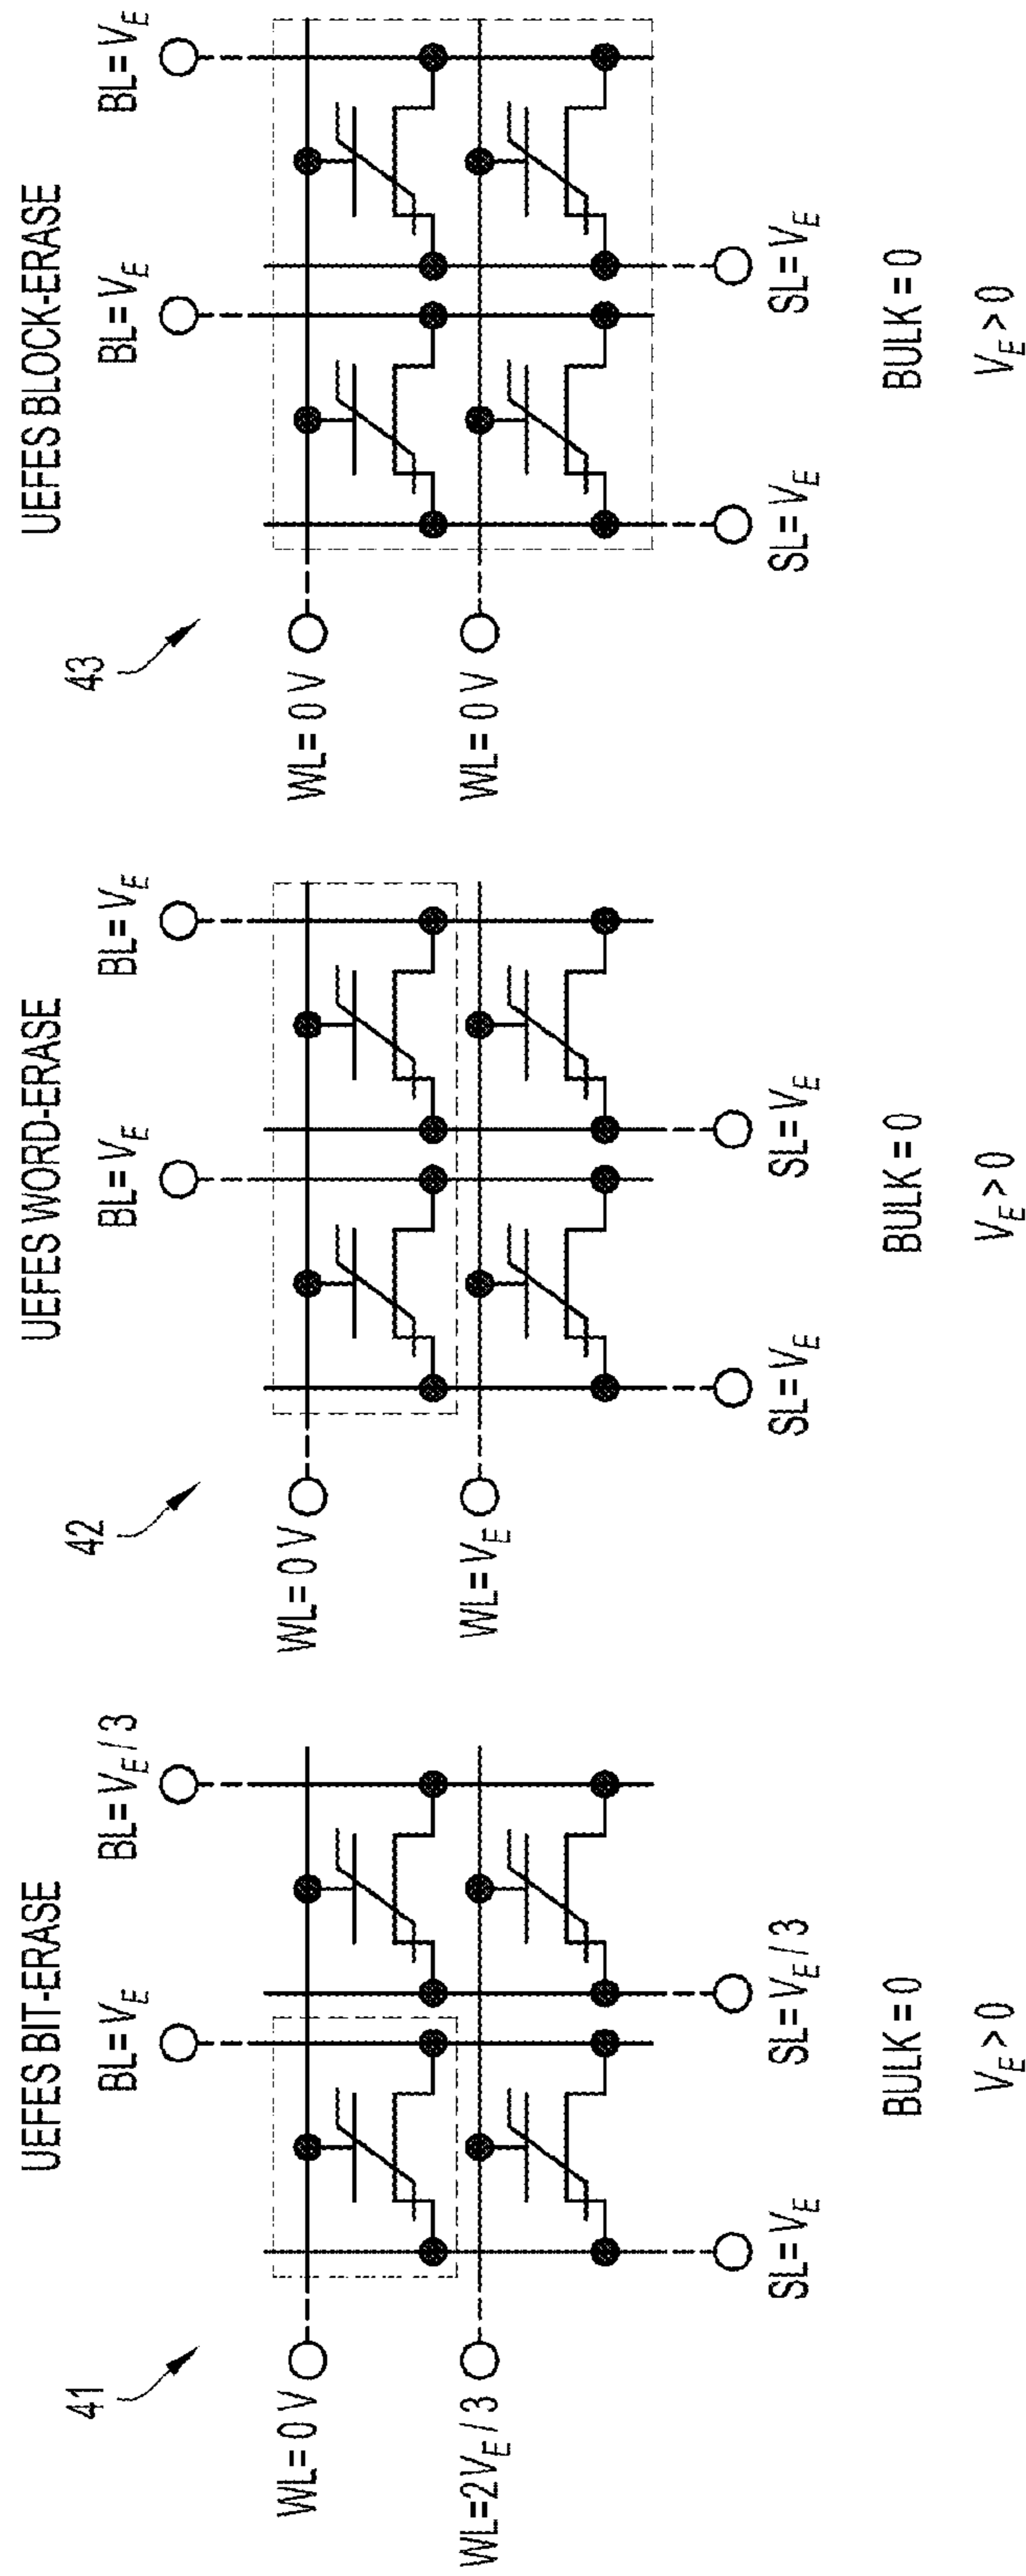 UEFES BIT-ERASE
41
BL= V_E
BL= V_E / 3
WL= 0 V
WL=2V_E / 3
SL= V_E
SL= V_E / 3
BULK = 0
V_E > 0
UEFES WORD-ERASE
42
BL= V_E
BL= V_E
WL= 0 V
WL= V_E
SL= V_E
SL= V_E
BULK = 0
V_E > 0
UEFES BLOCK-ERASE
43
BL= V_E
BL= V_E
WL= 0 V
WL= 0 V
SL= V_E
SL= V_E
BULK = 0
V_E > 0